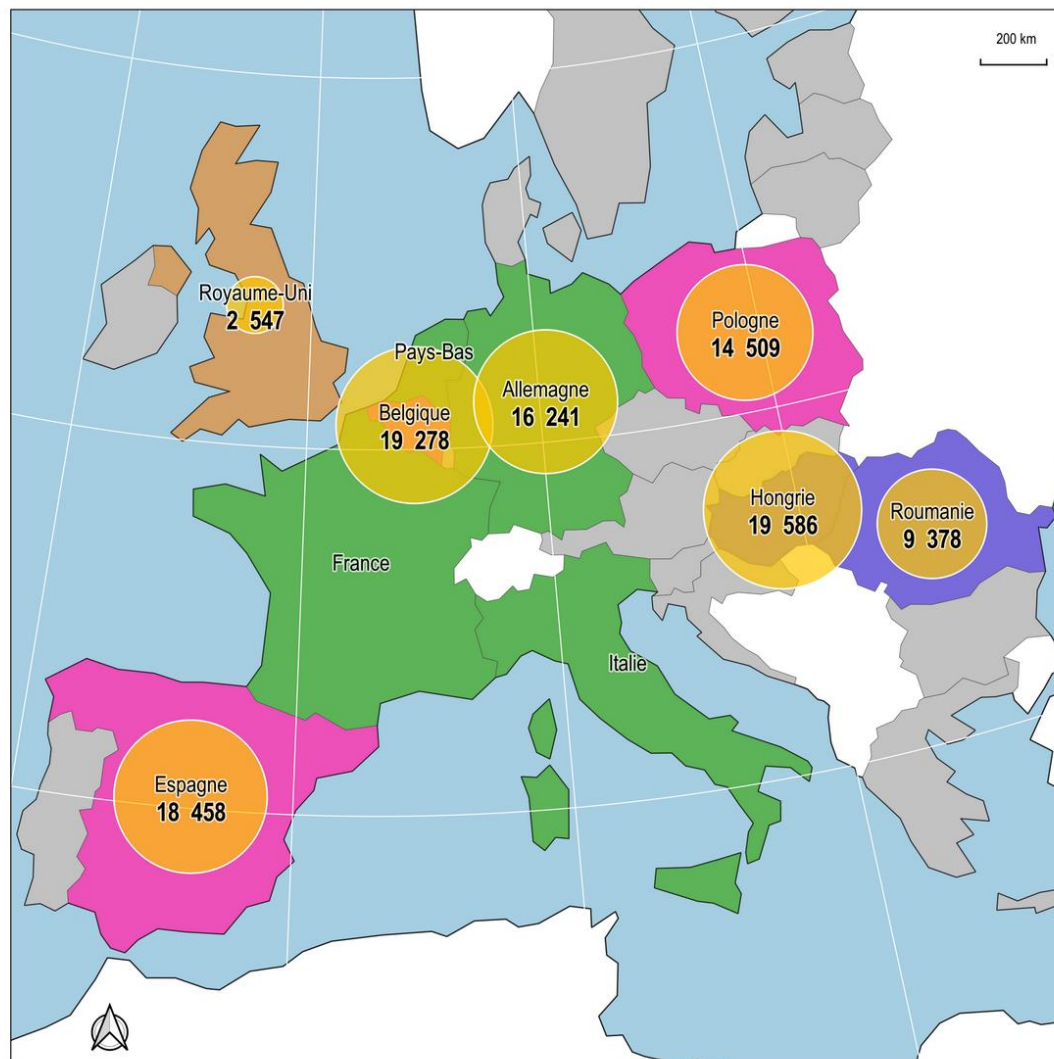 200 km
Royaume-Uni
2 547
Pologne
14 509
Pays-Bas
Allemagne
16 241
Belgique
19 278
Hongrie
19 586
Roumanie
9 378
France
Italie
Espagne
18 458